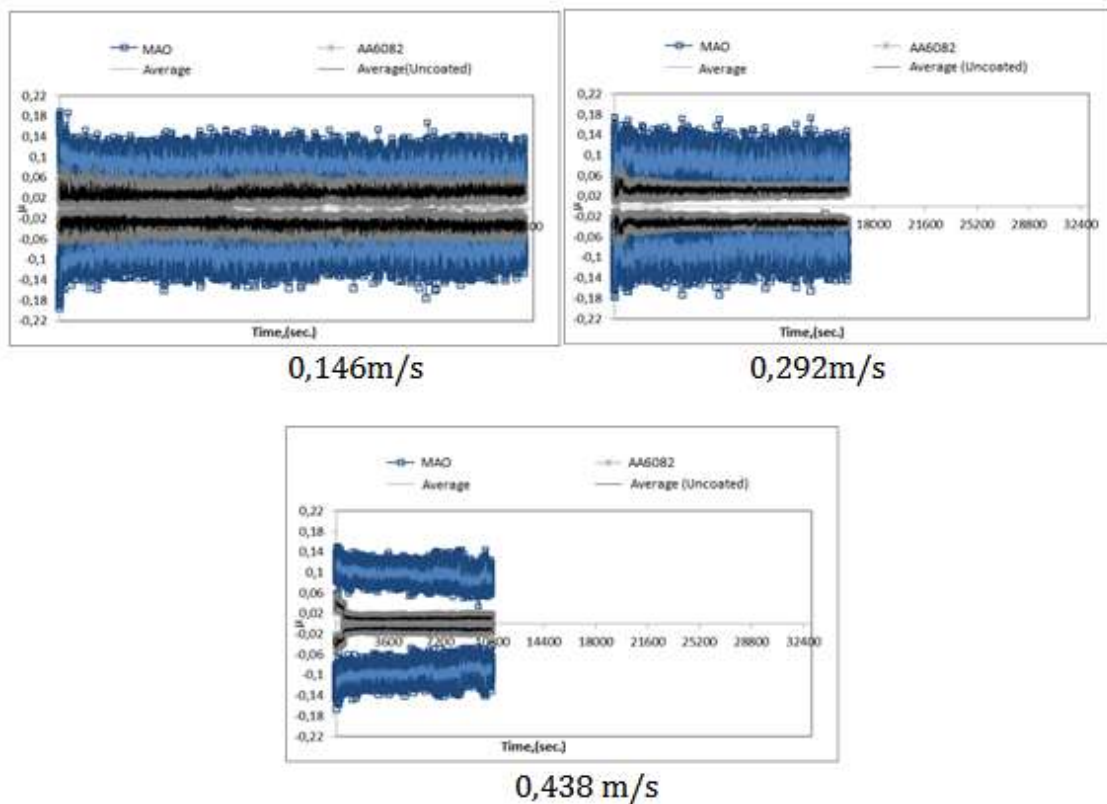 MAO AA6082
Average Average(Uncoated)
0,22
0,18
0,14
0,1
0,06
0,02
-0,02
-0,06
-0,1
-0,14
-0,18
-0,22
μ
Time,(sec.)
0,146m/s
MAO AA6082
Average Average (Uncoated)
0,22
0,18
0,14
0,1
0,06
0,02
-0,02
-0,06
-0,1
-0,14
-0,18
-0,22
μ
18000 21600 25200 28800 32400
Time,(sec.)
0,292m/s
MAO AA6082
Average Average (Uncoated)
0,22
0,18
0,14
0,1
0,06
0,02
-0,02
-0,06
-0,1
-0,14
-0,18
-0,22
μ
3600 7200 10800 14400 18000 21600 25200 28800 32400
Time,(sec.)
0,438 m/s